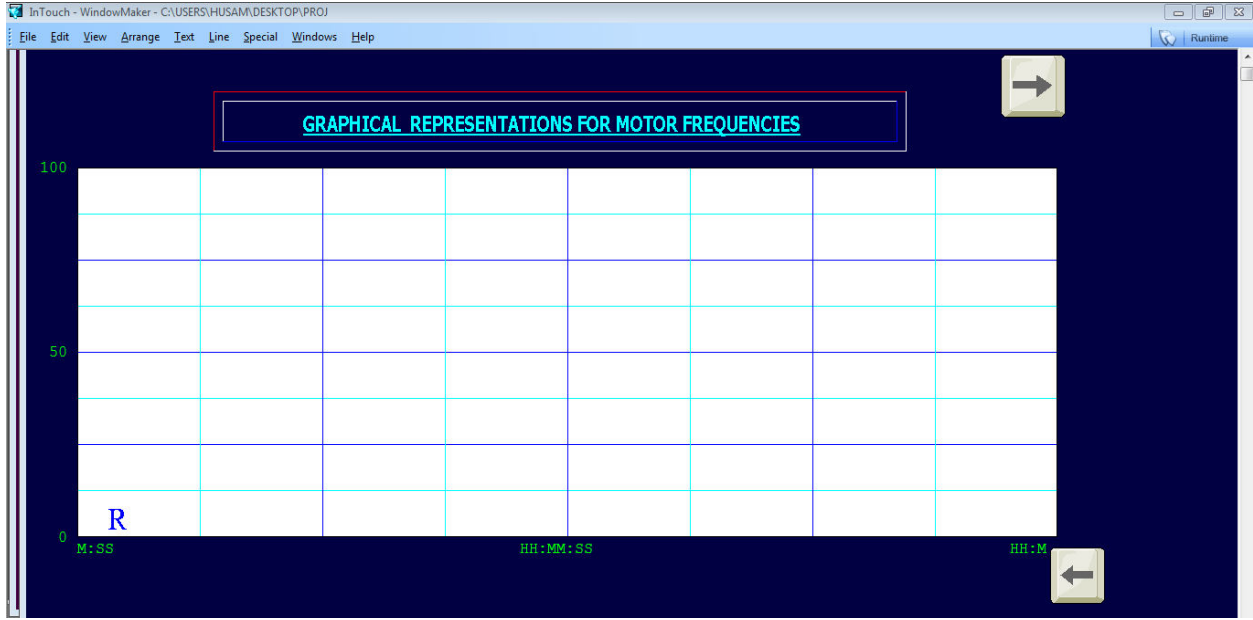 InTouch - WindowMaker - C:\USERS\HUSAM\DESKTOP\PROJ
File Edit View Arrange Text Line Special Windows Help
Runtime
GRAPHICAL REPRESENTATIONS FOR MOTOR FREQUENCIES
100
50
R
0
M:SS HH:MM:SS HH:M